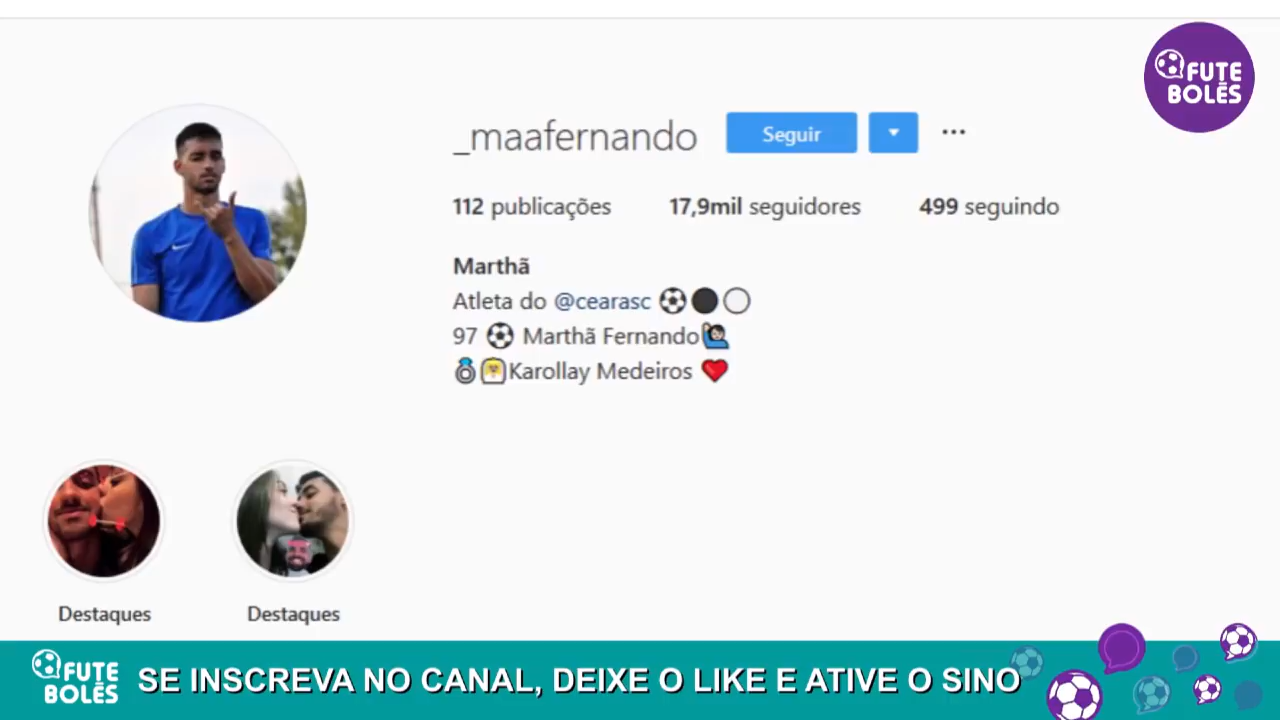 FUTE
BOLÊS
_maafernando Seguir
112 publicações 17,9mil seguidores 499 seguindo
Marthã
Atleta do @cearasc ⚽⚫⚪
97 ⚽ Marthã Fernando🙋🏻‍♂️
💍👰Karollay Medeiros ❤️
Destaques Destaques
FUTE
BOLÊS
SE INSCREVA NO CANAL, DEIXE O LIKE E ATIVE O SINO